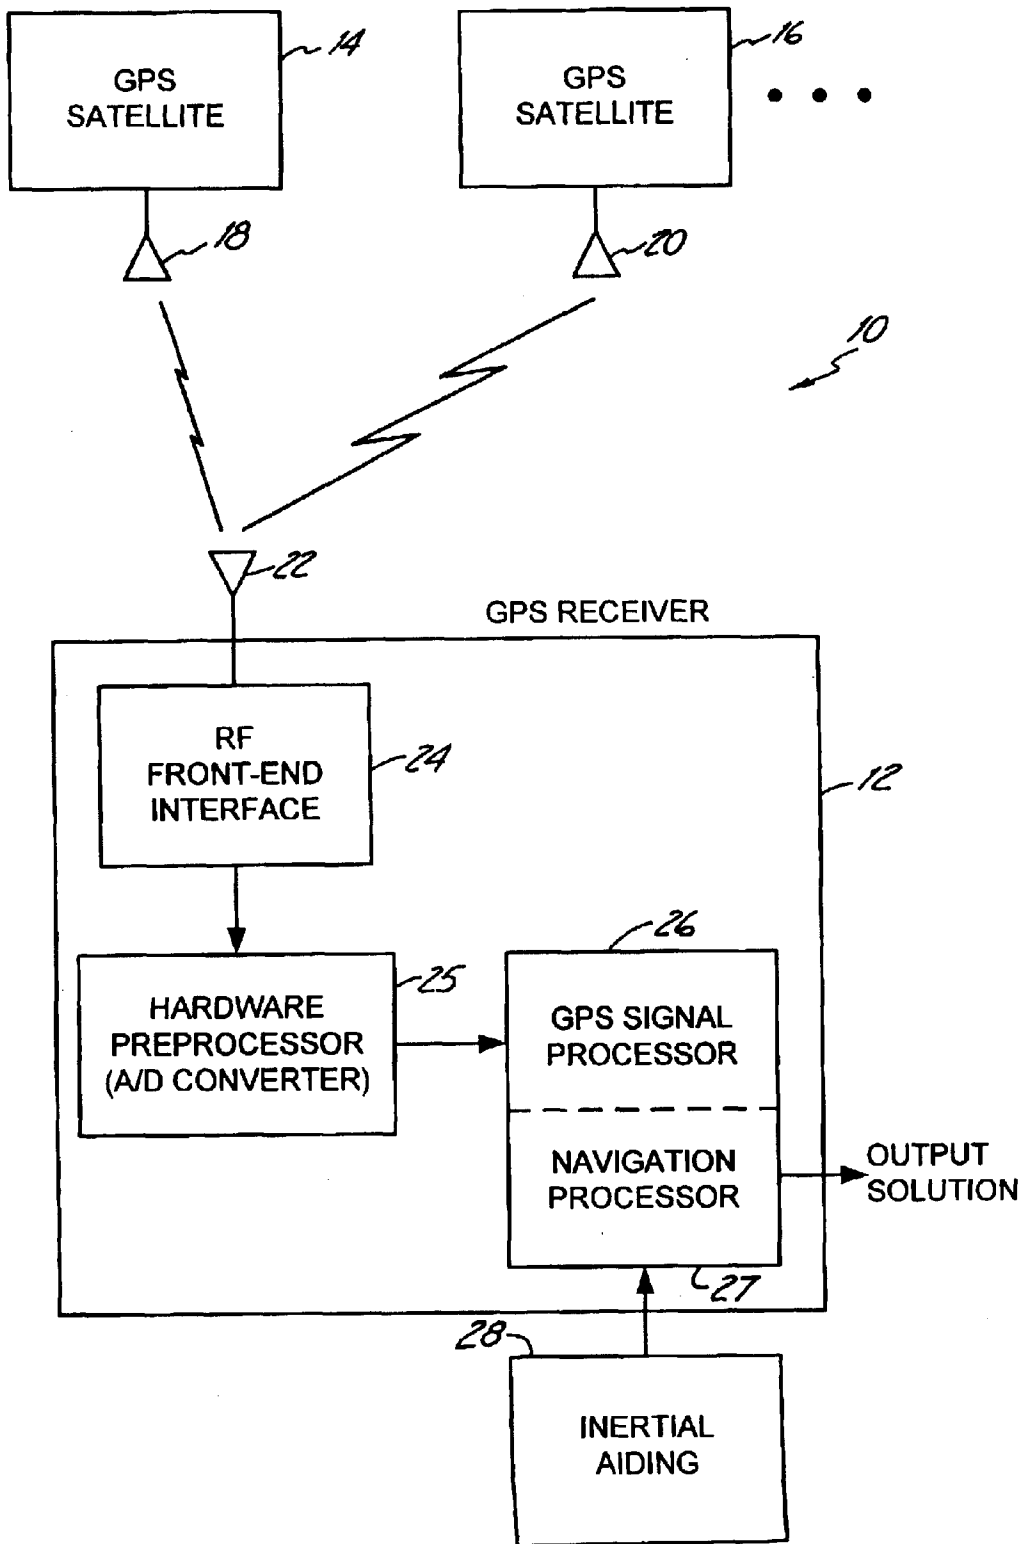 14
16
GPS
SATELLITE
GPS
SATELLITE
18
20
10
22
GPS RECEIVER
RF
FRONT-END
INTERFACE
24
12
26
25
HARDWARE
PREPROCESSOR
(A/D CONVERTER)
GPS SIGNAL
PROCESSOR
NAVIGATION
PROCESSOR
OUTPUT
SOLUTION
27
28
INERTIAL
AIDING